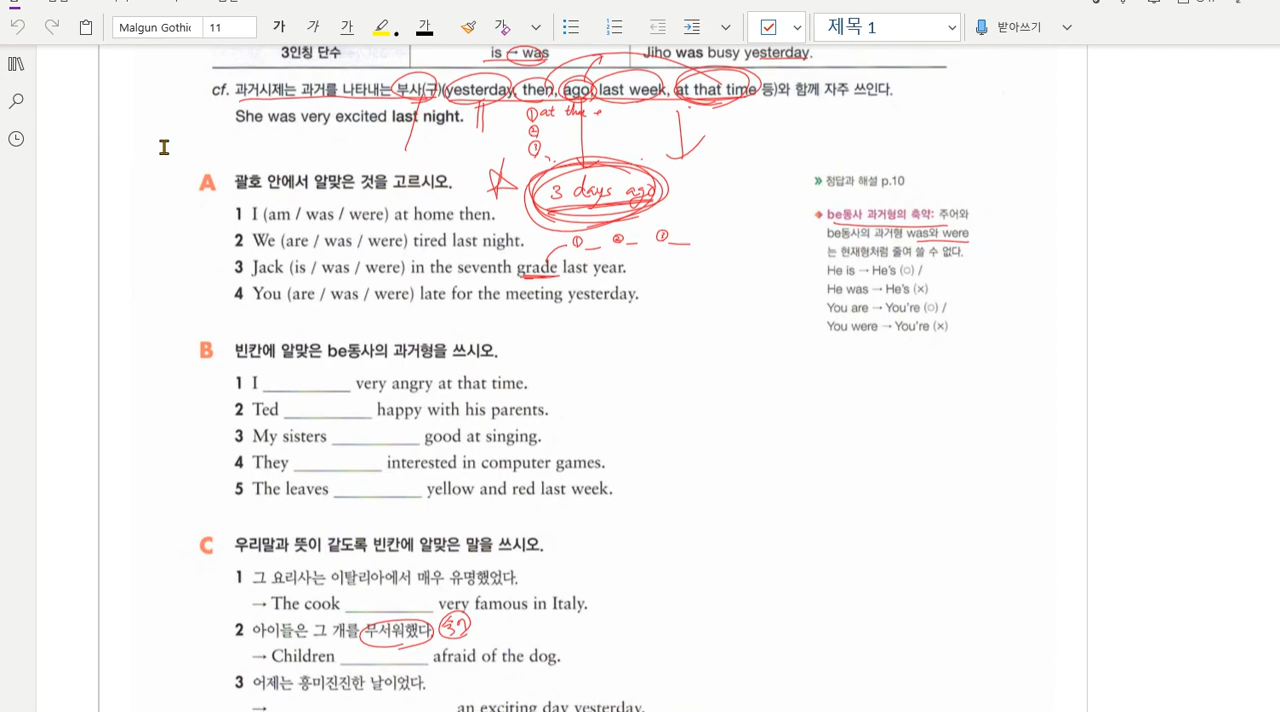 Malgun Gothic 11 가 가 가 가 가 제목 1 받아쓰기
3인칭 단수 is → was Jiho was busy yesterday.
cf. 과거시제는 과거를 나타내는 부사(구)(yesterday, then, ago, last week, at that time 등)와 함께 자주 쓰인다.
She was very excited last night.
① at the
②
①
3 days ago
A 괄호 안에서 알맞은 것을 고르시오.
1 I (am / was / were) at home then.
2 We (are / was / were) tired last night.
① ② ①
3 Jack (is / was / were) in the seventh grade last year.
4 You (are / was / were) late for the meeting yesterday.
» 정답과 해설 p.10
be동사 과거형의 축약: 주어와
be동사의 과거형 was와 were
는 현재형처럼 줄여 쓸 수 없다.
He is → He's (○) /
He was → He's (×)
You are → You're (○) /
You were → You're (×)
B 빈칸에 알맞은 be동사의 과거형을 쓰시오.
1 I __________ very angry at that time.
2 Ted __________ happy with his parents.
3 My sisters __________ good at singing.
4 They __________ interested in computer games.
5 The leaves __________ yellow and red last week.
C 우리말과 뜻이 같도록 빈칸에 알맞은 말을 쓰시오.
1 그 요리사는 이탈리아에서 매우 유명했었다.
→ The cook __________ very famous in Italy.
2 아이들은 그 개를 무서워했다.
→ Children __________ afraid of the dog.
3 어제는 흥미진진한 날이었다.
→ __________ an exciting day yesterday.